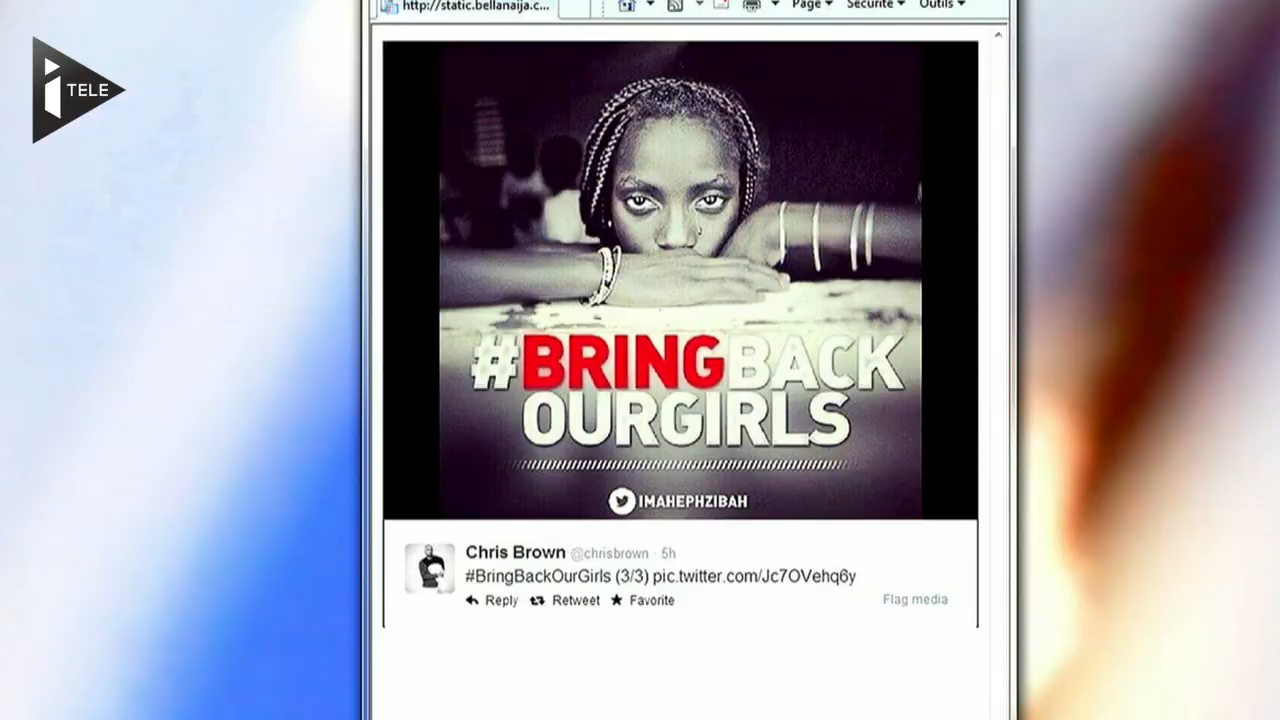 http://static.bellanaija.c...
Page
Sécurité
Outils
i TELE
#BRINGBACK
OURGIRLS
IMAHEPHZIBAH
Chris Brown @chrisbrown · 5h
#BringBackOurGirls (3/3) pic.twitter.com/Jc7OVehq6y
Reply Retweet Favorite
Flag media